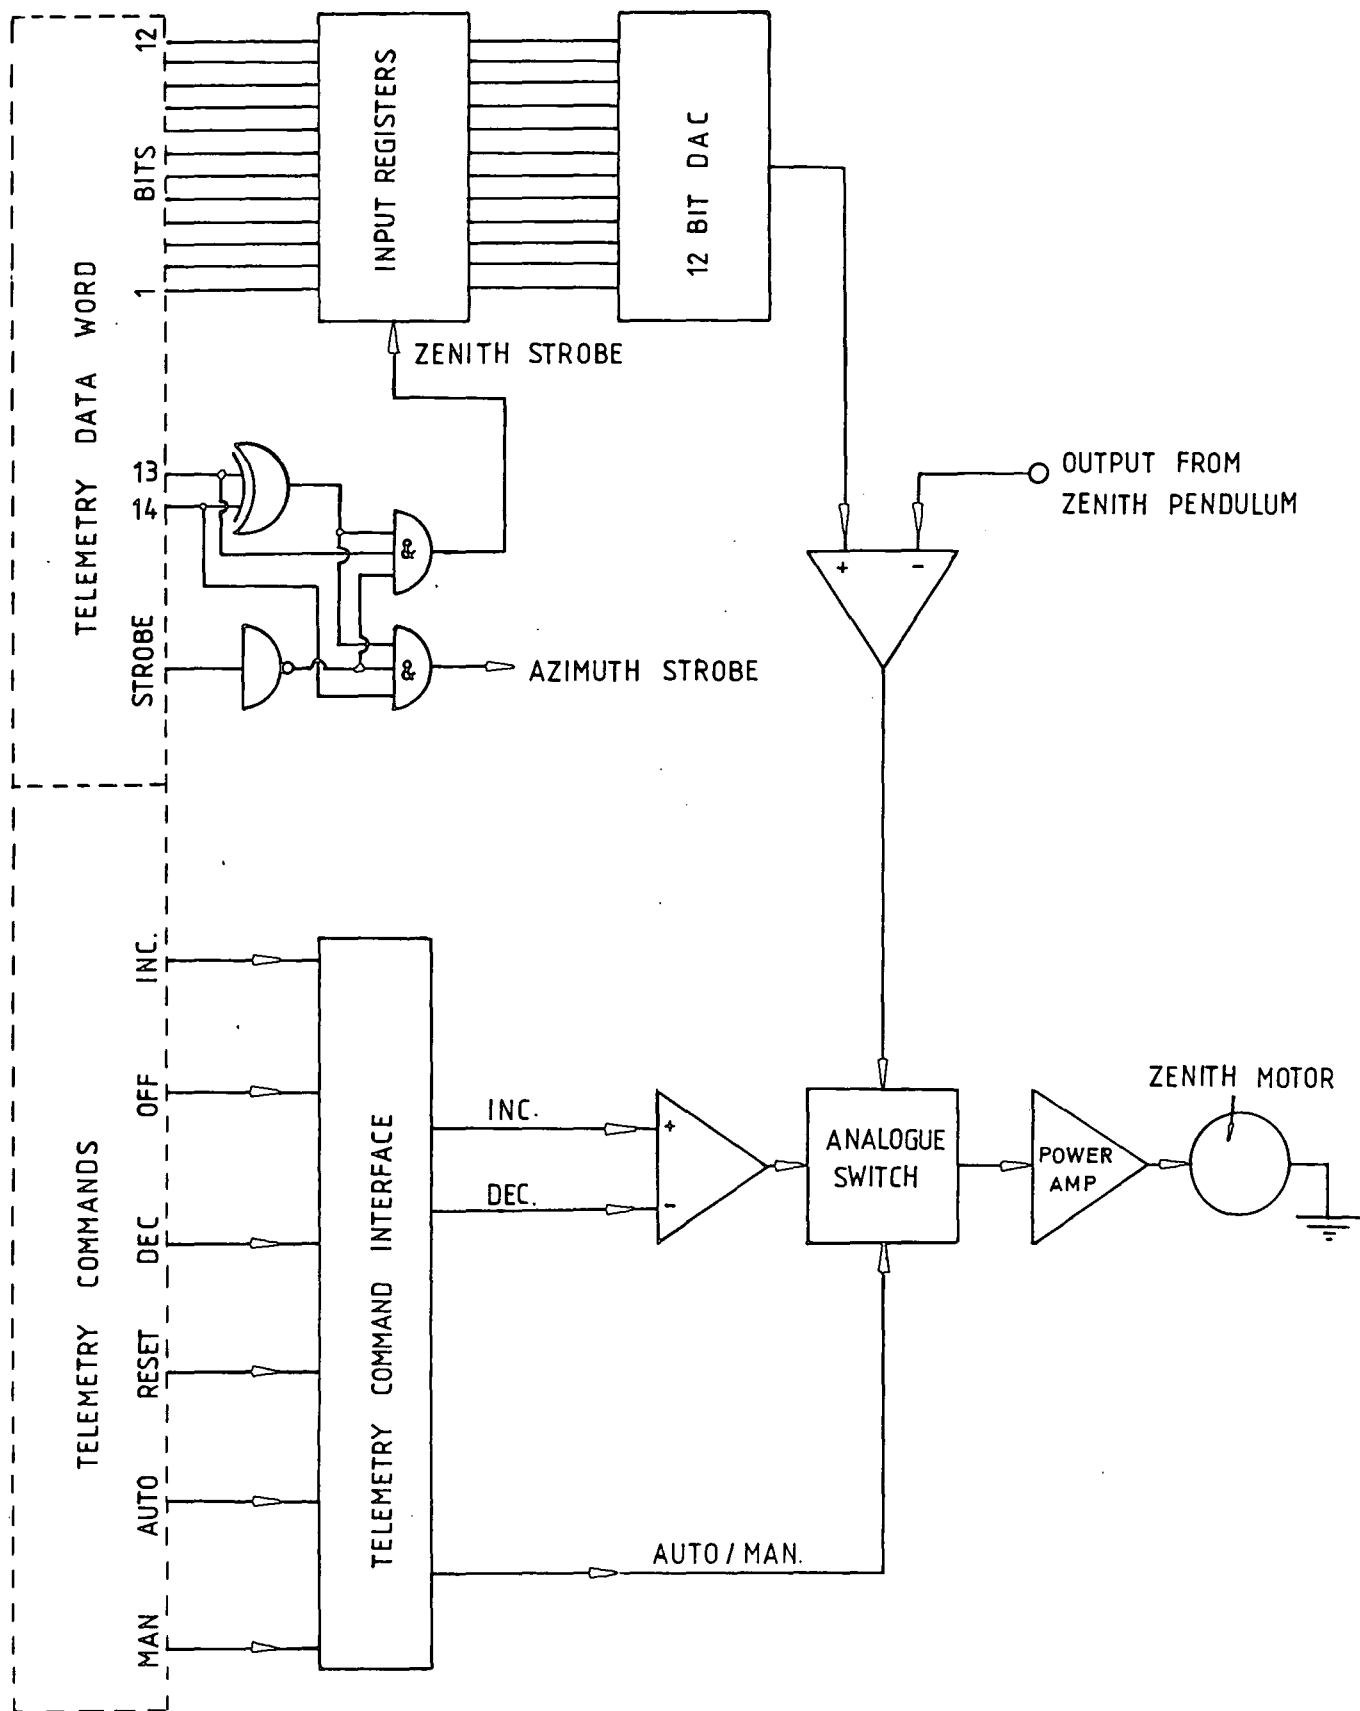 TELEMETRY DATA WORD
12
BITS
1
13
14
STROBE
INPUT REGISTERS
12 BIT DAC
ZENITH STROBE
&
&
AZIMUTH STROBE
OUTPUT FROM
ZENITH PENDULUM
+ -
TELEMETRY COMMANDS
INC.
OFF
DEC
RESET
AUTO
MAN
TELEMETRY COMMAND INTERFACE
INC.
DEC.
+
-
ANALOGUE
SWITCH
POWER
AMP
ZENITH MOTOR
AUTO / MAN.